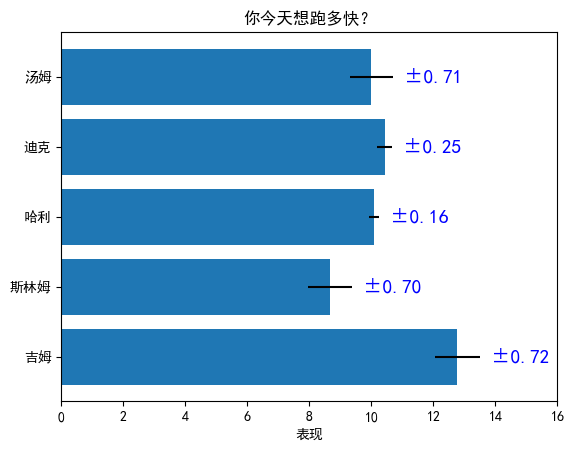 你今天想跑多快？
汤姆 ±0.71
迪克 ±0.25
哈利 ±0.16
斯林姆 ±0.70
吉姆 ±0.72
0 2 4 6 8 10 12 14 16
表现